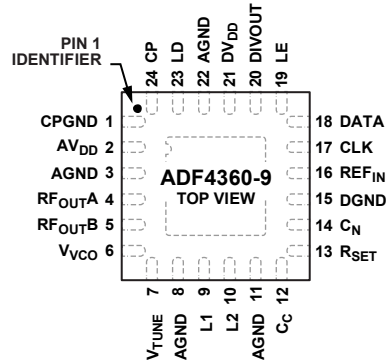 PIN 1
IDENTIFIER
24 CP
23 LD
22 AGND
21 DVDD
20 DIVOUT
19 LE
CPGND 1
AVDD 2
AGND 3
RFOUTA 4
RFOUTB 5
VVCO 6
ADF4360-9
TOP VIEW
18 DATA
17 CLK
16 REFIN
15 DGND
14 CN
13 RSET
VTUNE 7
AGND 8
L1 9
L2 10
AGND 11
CC 12